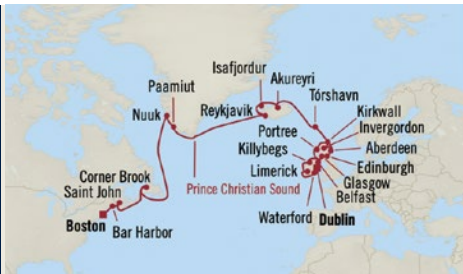 Isafjordur
Akureyri
Paamiut
Tórshavn
Nuuk
Reykjavik
Kirkwall
Invergordon
Portree
Aberdeen
Killybegs
Edinburgh
Limerick
Glasgow
Corner Brook
Prince Christian Sound
Belfast
Saint John
Waterford
Dublin
Boston
Bar Harbor